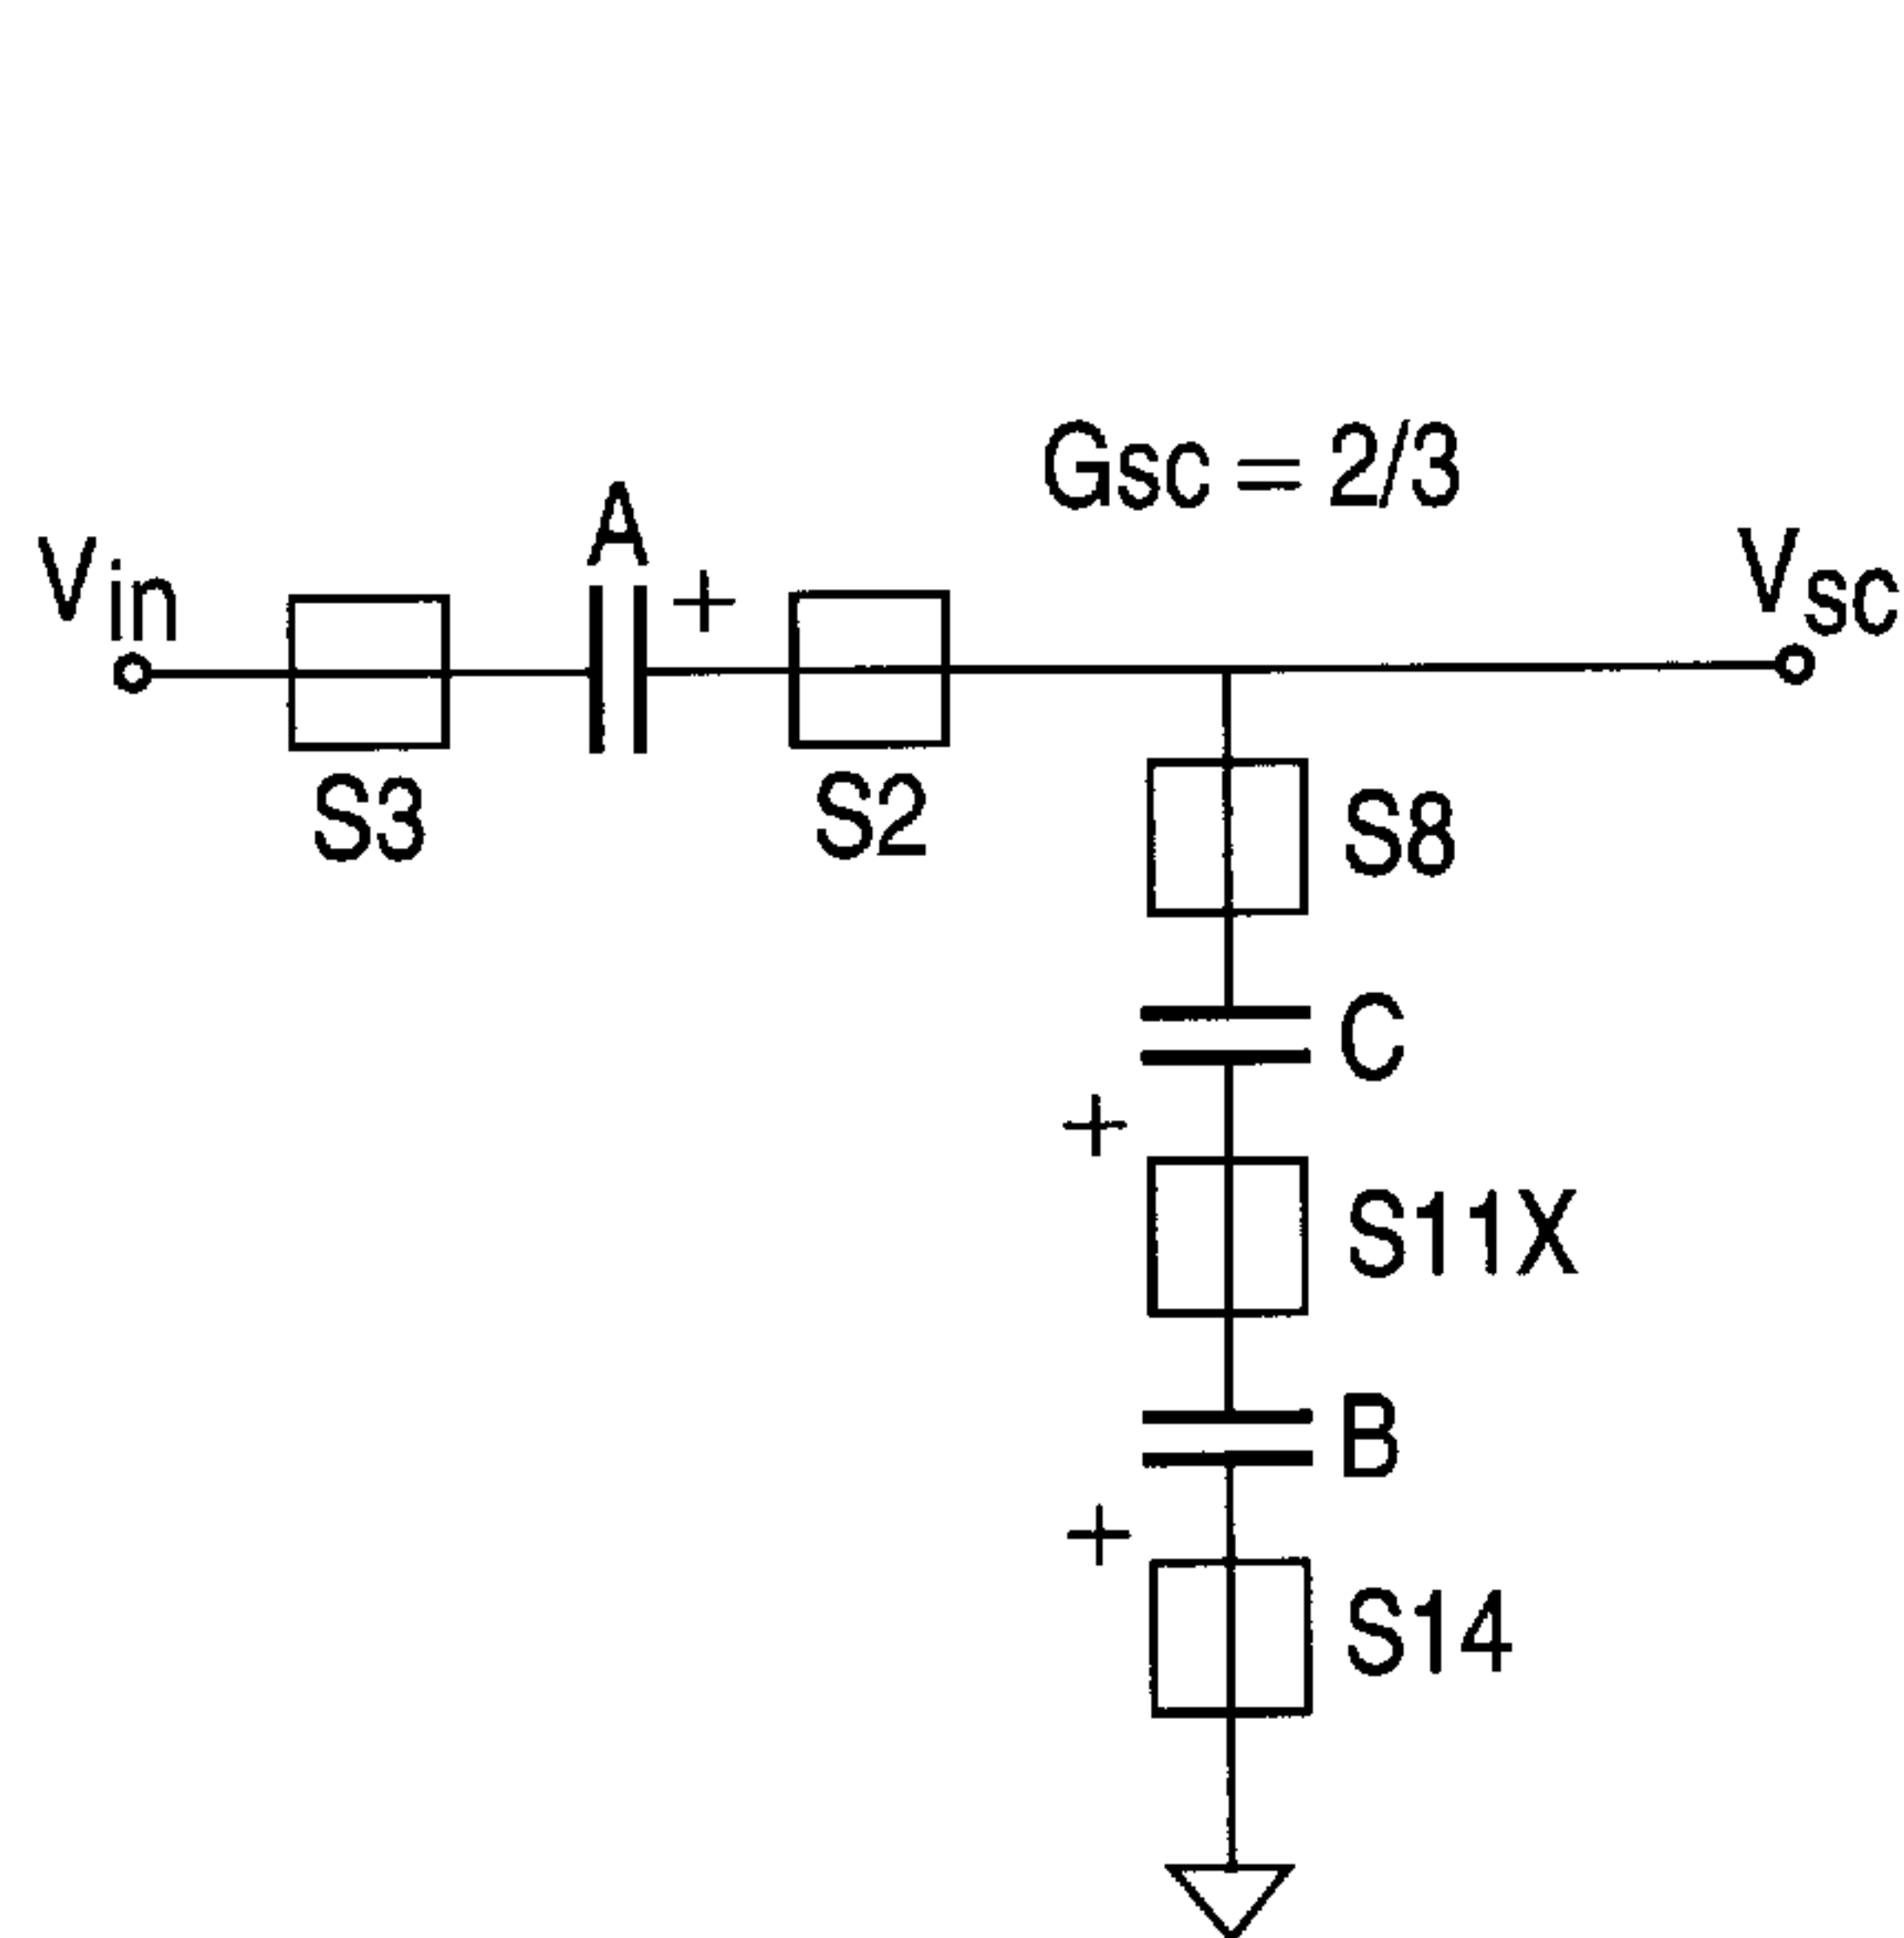 Gsc = 2/3
A
Vin
+
Vsc
S3
S2
S8
C
+
S11X
B
+
S14